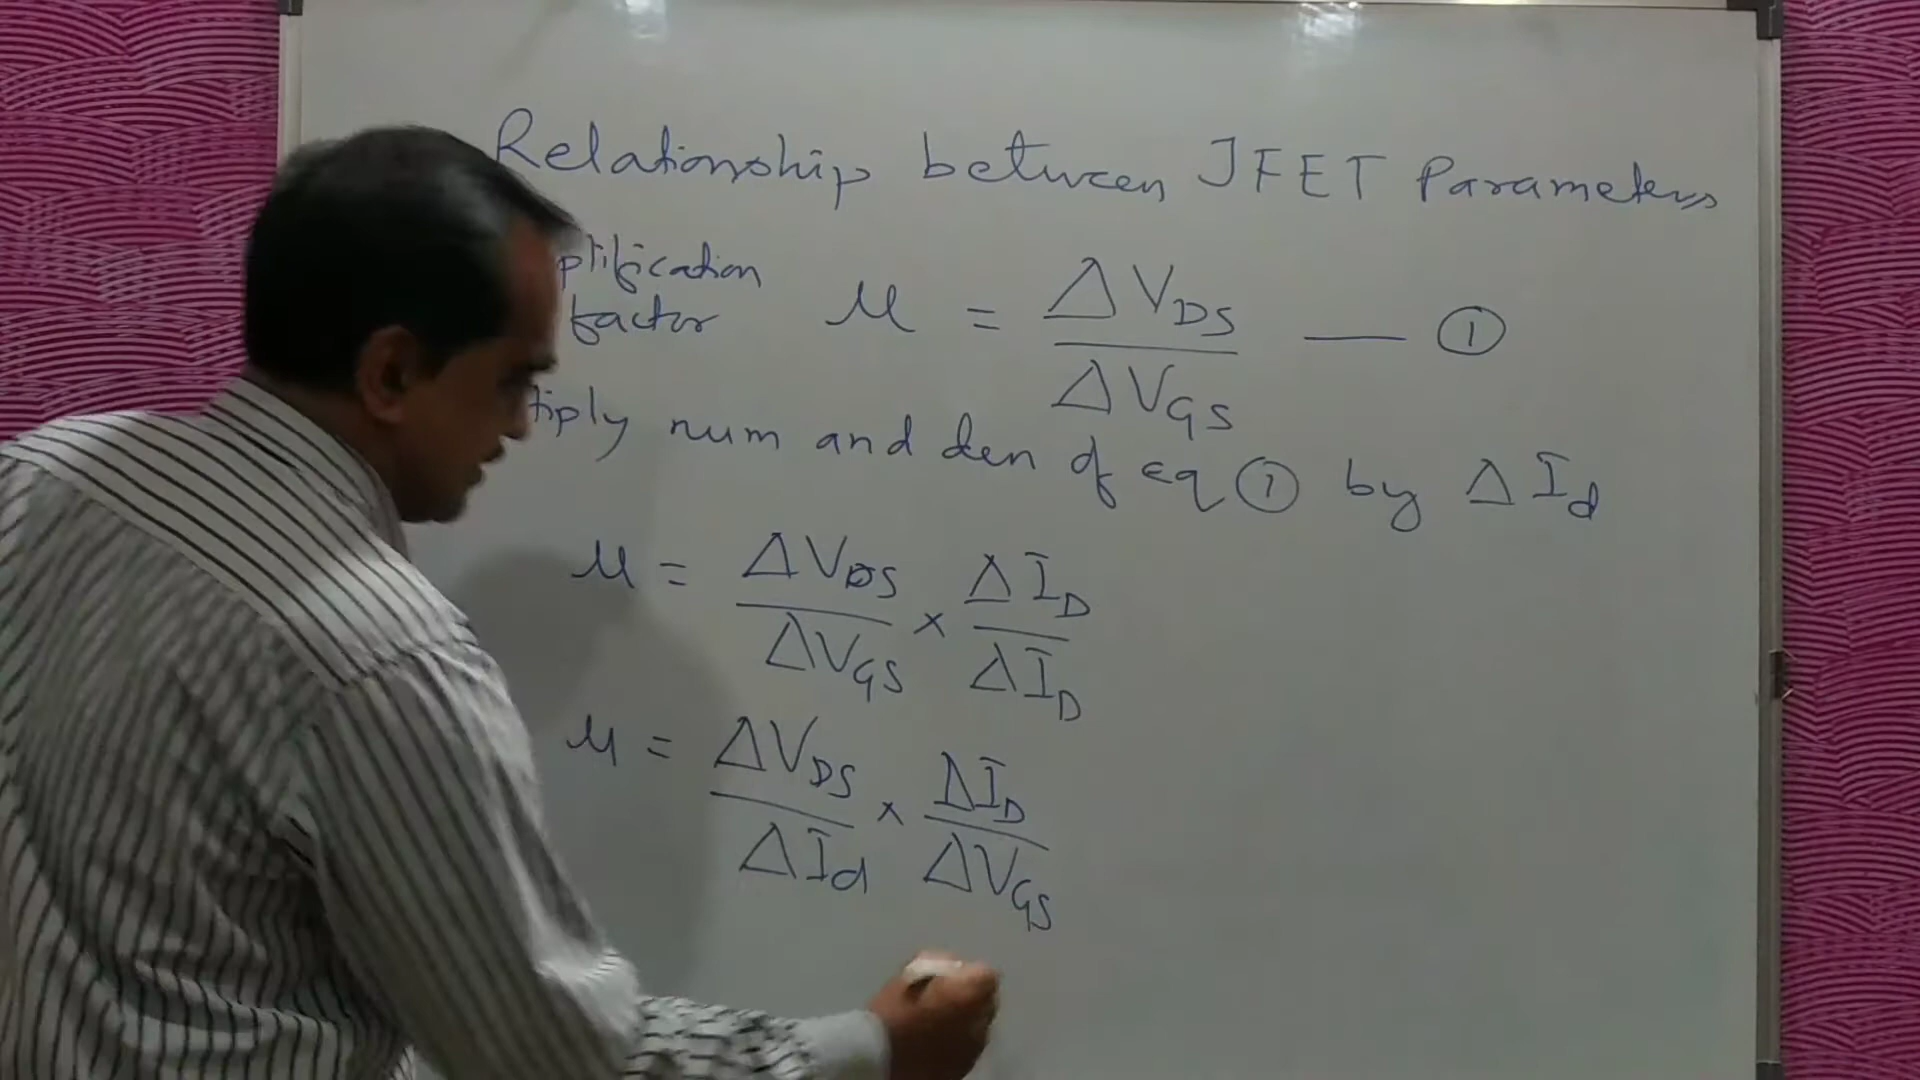 Relationship between JFET Parameters
plification
factor μ = ΔV_DS / ΔV_GS — ①
tiply num and den of eq ① by ΔI_d
μ = ΔV_DS / ΔV_GS × ΔI_D / ΔI_D
μ = ΔV_DS / ΔI_d × ΔI_D / ΔV_GS